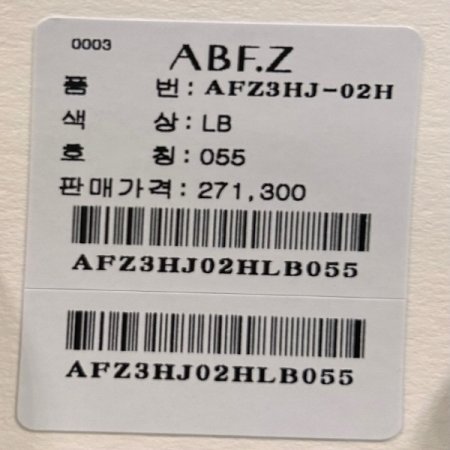 0003
ABF.Z
품 번 : AFZ3HJ-02H
색 상 : LB
호 칭 : 055
판매가격 : 271,300
AFZ3HJ02HLB055
AFZ3HJ02HLB055